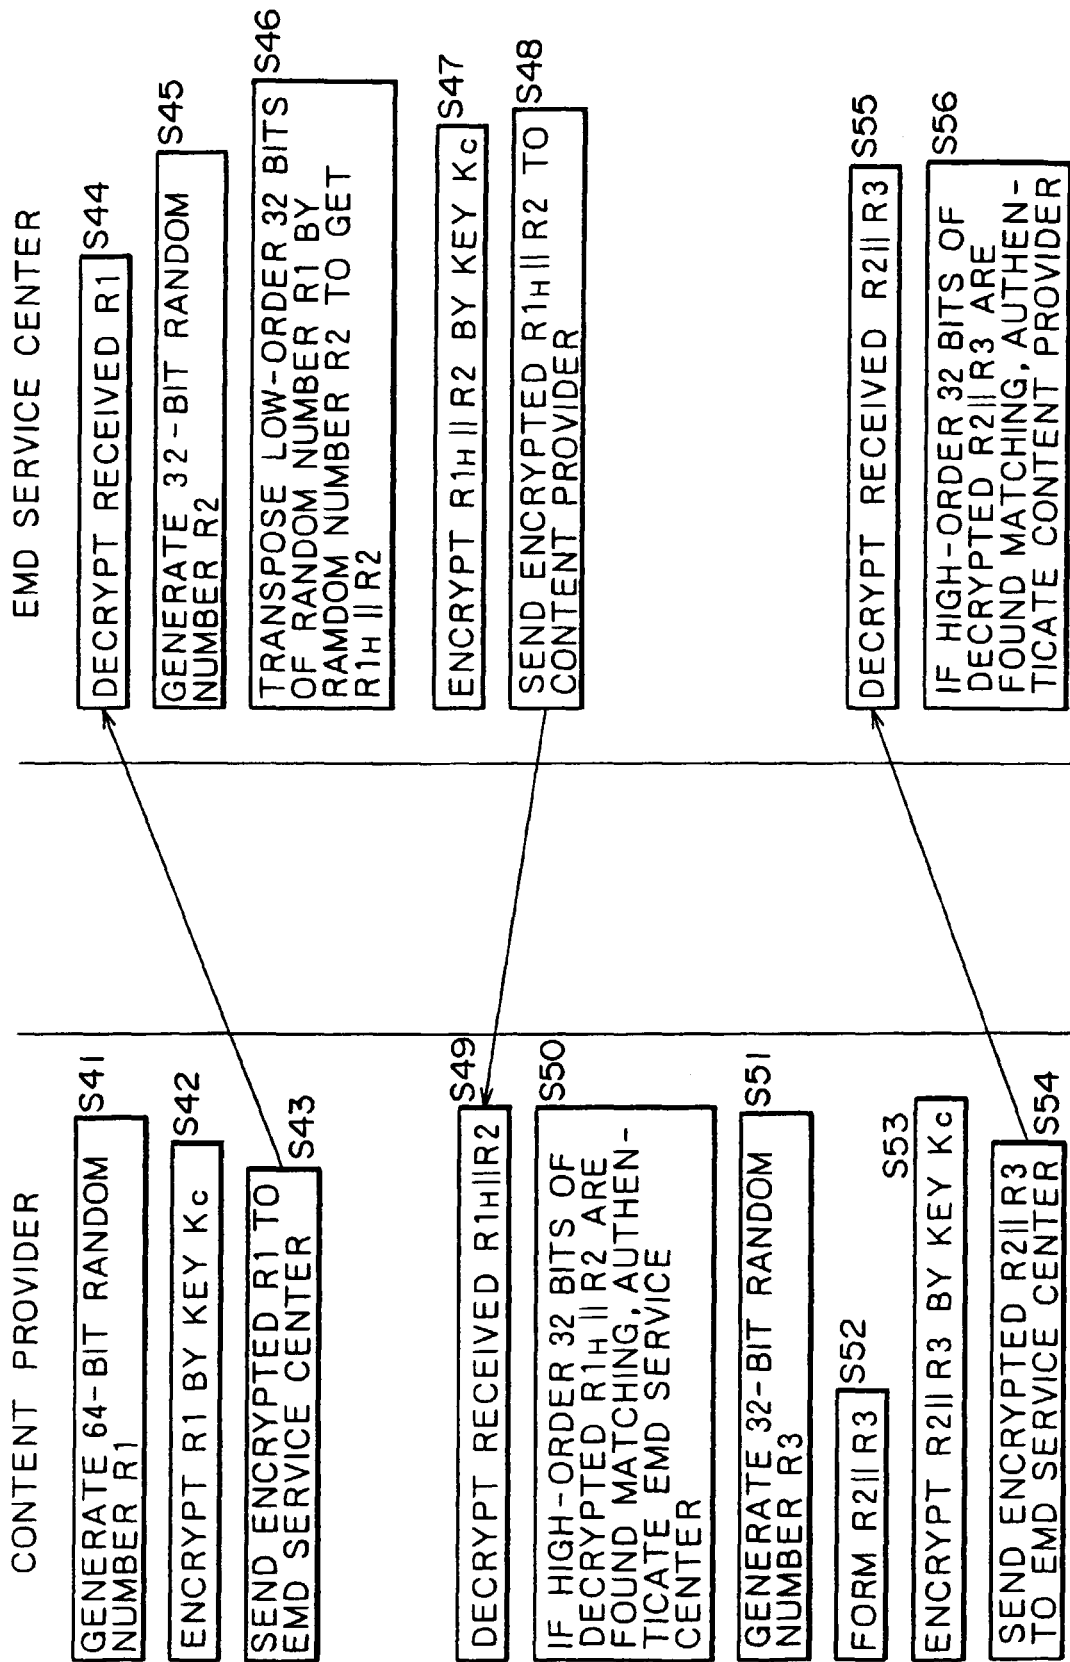 CONTENT PROVIDER
GENERATE 64-BIT RANDOM
NUMBER R1
S41
ENCRYPT R1 BY KEY Kc
S42
SEND ENCRYPTED R1 TO
EMD SERVICE CENTER
S43
DECRYPT RECEIVED R1H||R2
S49
IF HIGH-ORDER 32 BITS OF
DECRYPTED R1H||R2 ARE
FOUND MATCHING, AUTHEN-
TICATE EMD SERVICE
CENTER
S50
GENERATE 32-BIT RANDOM
NUMBER R3
S51
FORM R2||R3
S52
ENCRYPT R2||R3 BY KEY Kc
S53
SEND ENCRYPTED R2||R3
TO EMD SERVICE CENTER
S54
EMD SERVICE CENTER
DECRYPT RECEIVED R1
S44
GENERATE 32-BIT RANDOM
NUMBER R2
S45
TRANSPOSE LOW-ORDER 32 BITS
OF RANDOM NUMBER R1 BY
RAMDOM NUMBER R2 TO GET
R1H||R2
S46
ENCRYPT R1H||R2 BY KEY Kc
S47
SEND ENCRYPTED R1H||R2 TO
CONTENT PROVIDER
S48
DECRYPT RECEIVED R2||R3
S55
IF HIGH-ORDER 32 BITS OF
DECRYPTED R2||R3 ARE
FOUND MATCHING, AUTHEN-
TICATE CONTENT PROVIDER
S56